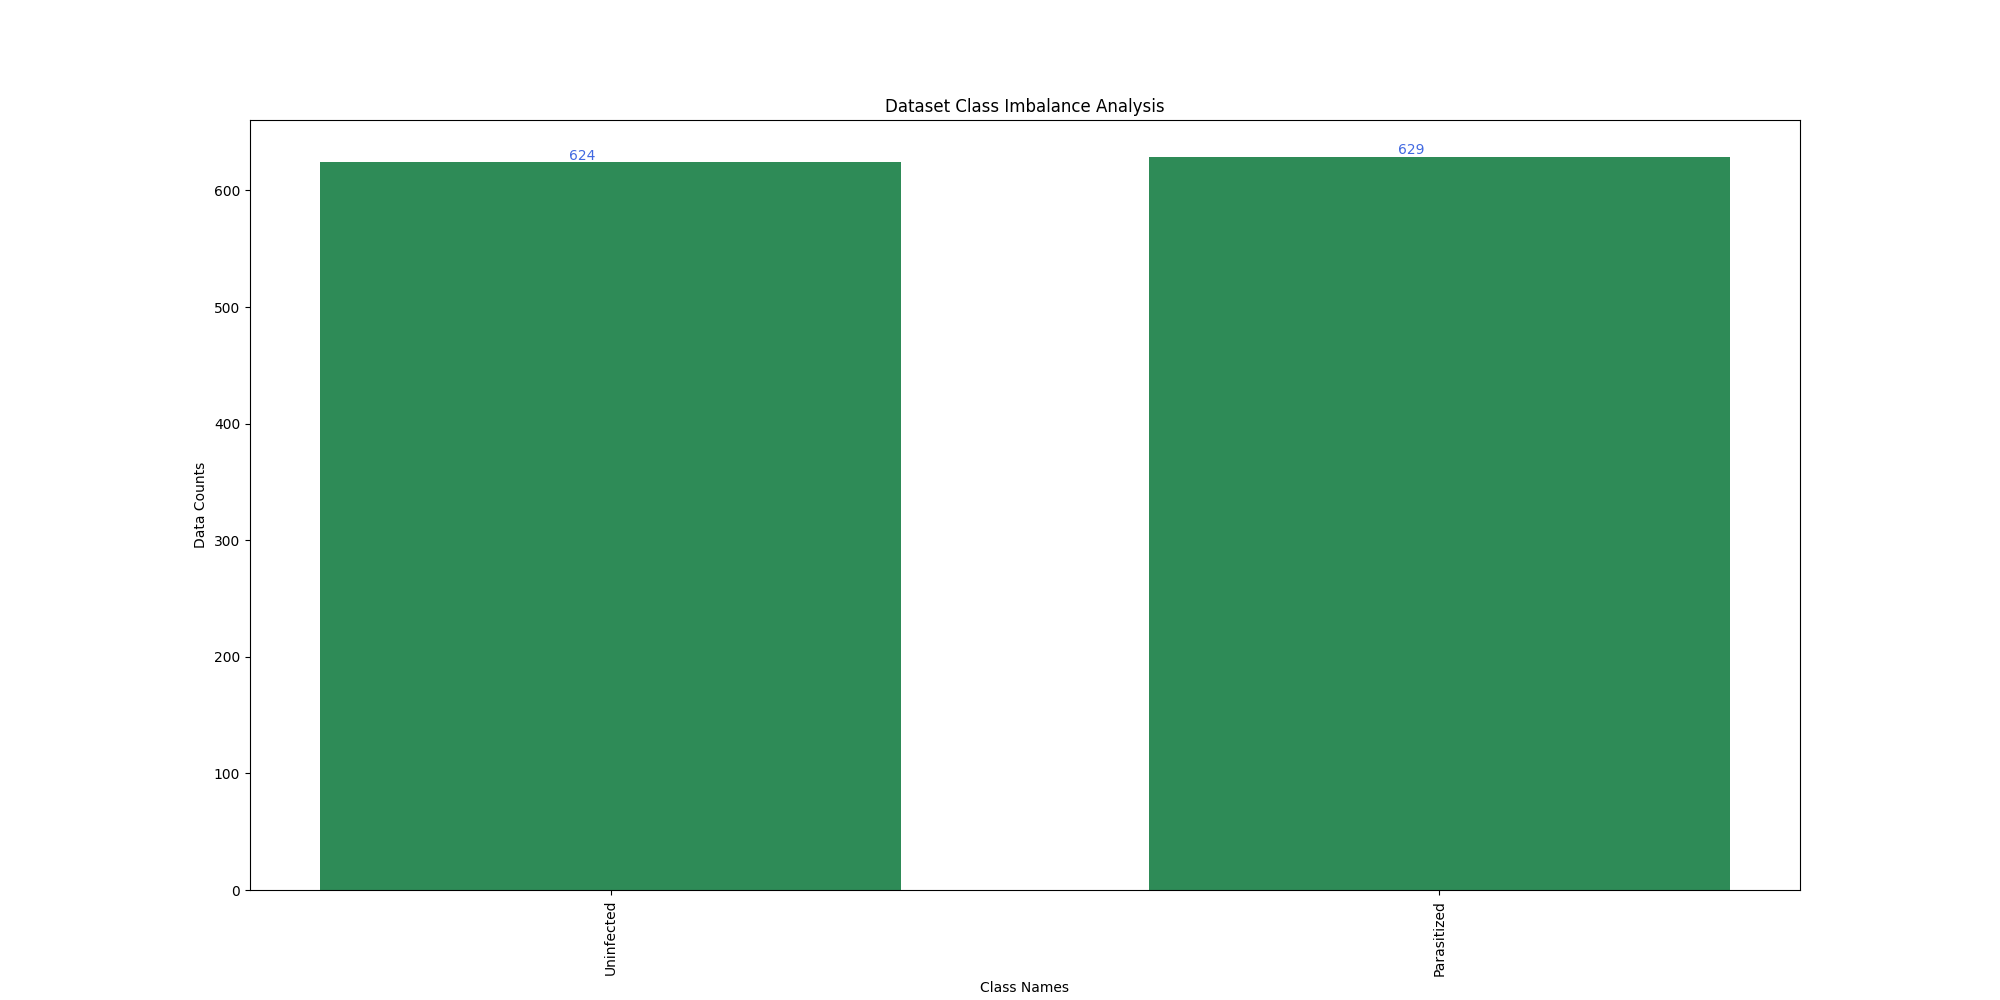 Dataset Class Imbalance Analysis
624
629
600
500
400
300
200
100
0
Data Counts
Uninfected
Parasitized
Class Names